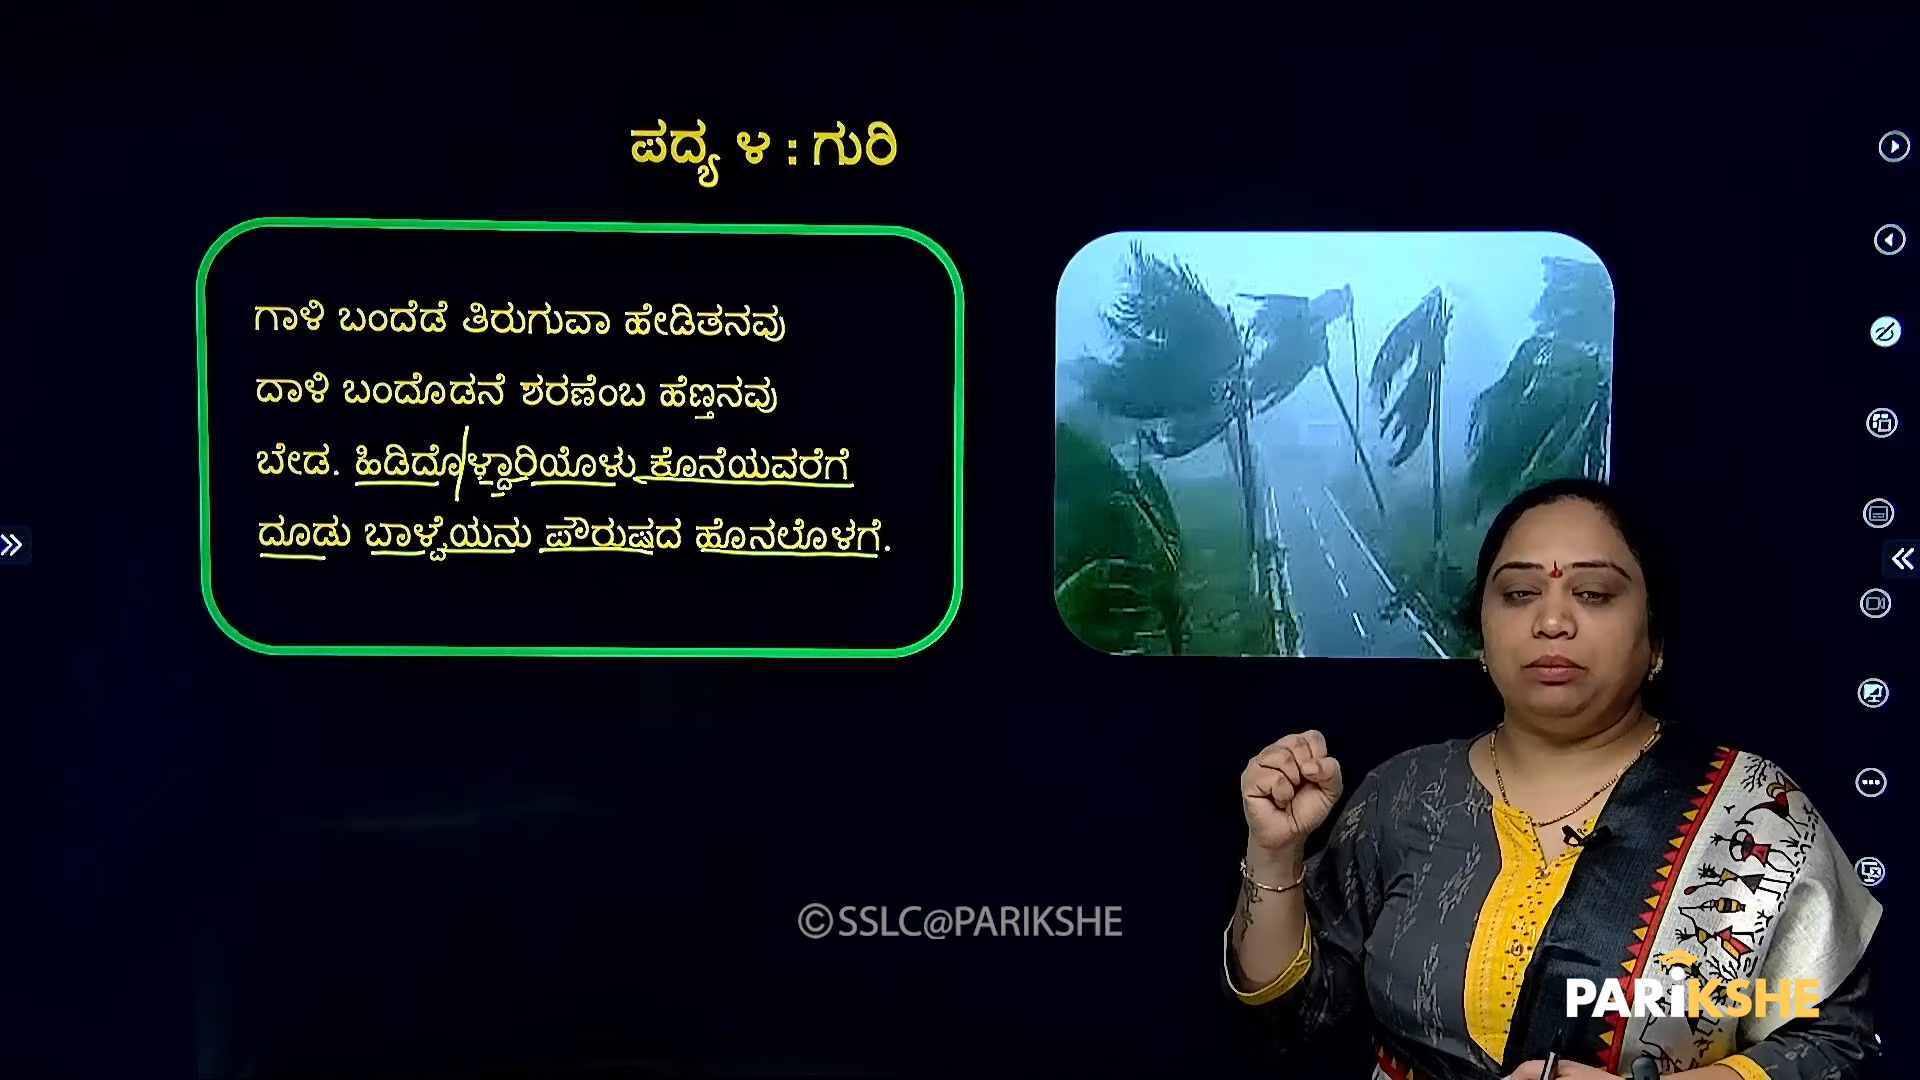 ಪದ್ಯ ೪ : ಗುರಿ
ಗಾಳಿ ಬಂದೆಡೆ ತಿರುಗುವಾ ಹೇಡಿತನವು
ದಾಳಿ ಬಂದೊಡನೆ ಶರಣೆಂಬ ಹೆಣ್ತನವು
ಬೇಡ. ಹಿಡಿದೊಳ್ದಾರಿಯೊಳು ಕೊನೆಯವರೆಗೆ
ದೂಡು ಬಾಳ್ವೆಯನು ಪೌರುಷದ ಹೊನಲೊಳಗೆ.
©SSLC@PARIKSHE
PARIKSHE